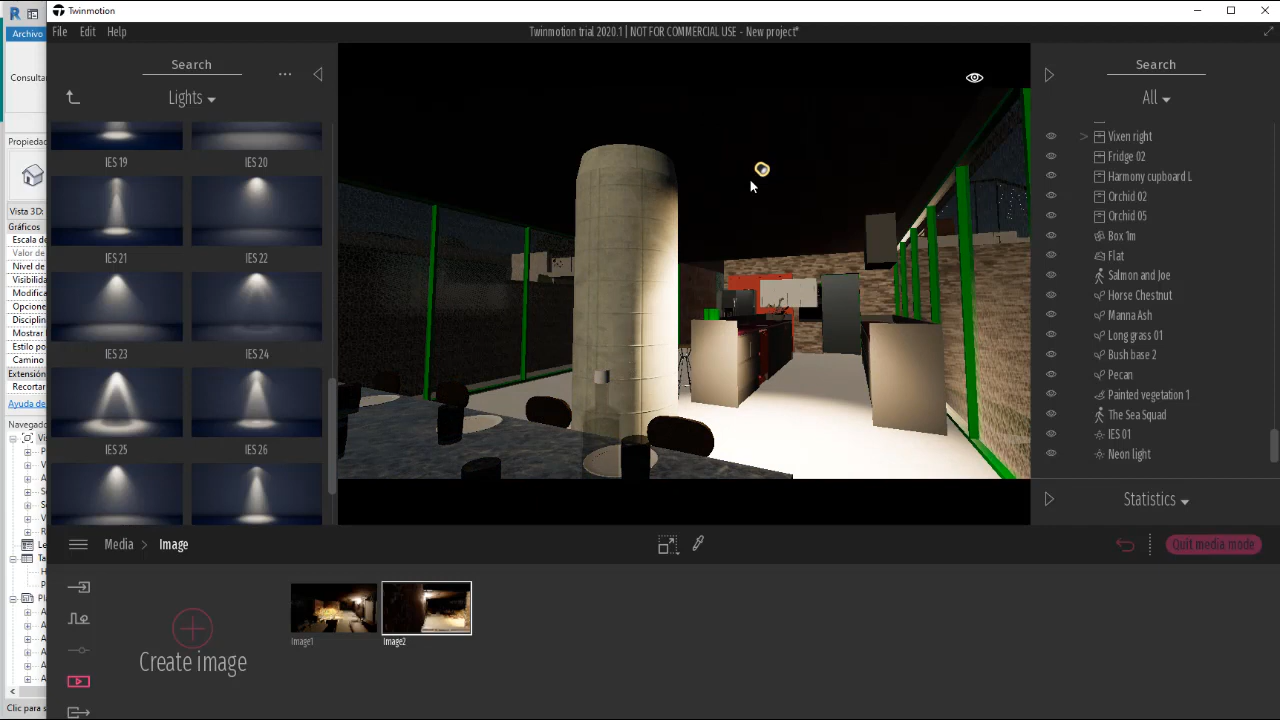 Twinmotion
File Edit Help
Twinmotion trial 2020.1 | NOT FOR COMMERCIAL USE - New project*
Archivo
Consultar
Propiedad
Vista 3D:
Gráficos
Escala de
Valor de
Nivel de
Visibilida
Modifica
Opcione
Disciplin
Mostrar
Estilo po
Camino
Extensión
Recortar
Ayuda de
Navegado
Clic para s
Search
...
Lights
IES 19
IES 20
IES 21
IES 22
IES 23
IES 24
IES 25
IES 26
Search
All
Vixen right
Fridge 02
Harmony cupboard L
Orchid 02
Orchid 05
Box 1m
Flat
Salmon and Joe
Horse Chestnut
Manna Ash
Long grass 01
Bush base 2
Pecan
Painted vegetation 1
The Sea Squad
IES 01
Neon light
Statistics
Media > Image
Quit media mode
Create image
Image1
Image2